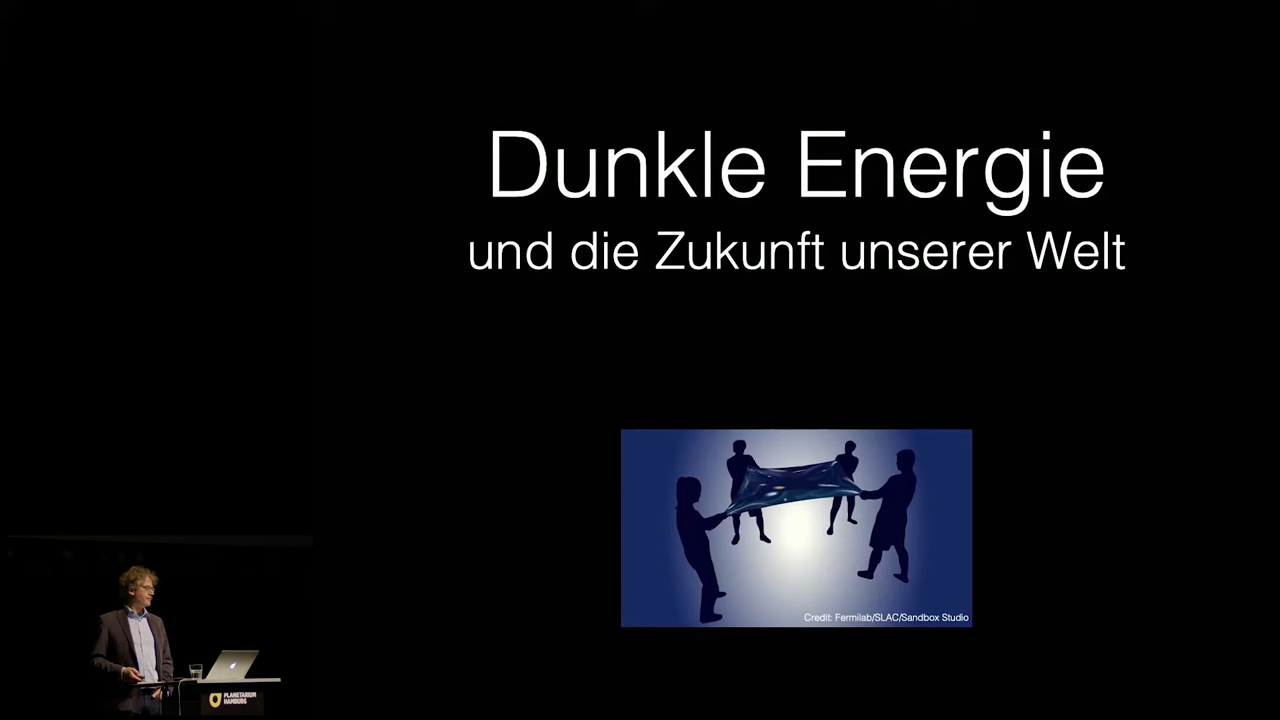 Dunkle Energie
und die Zukunft unserer Welt
Credit: Fermilab/SLAC/Sandbox Studio
PLANETARIUM
HAMBURG